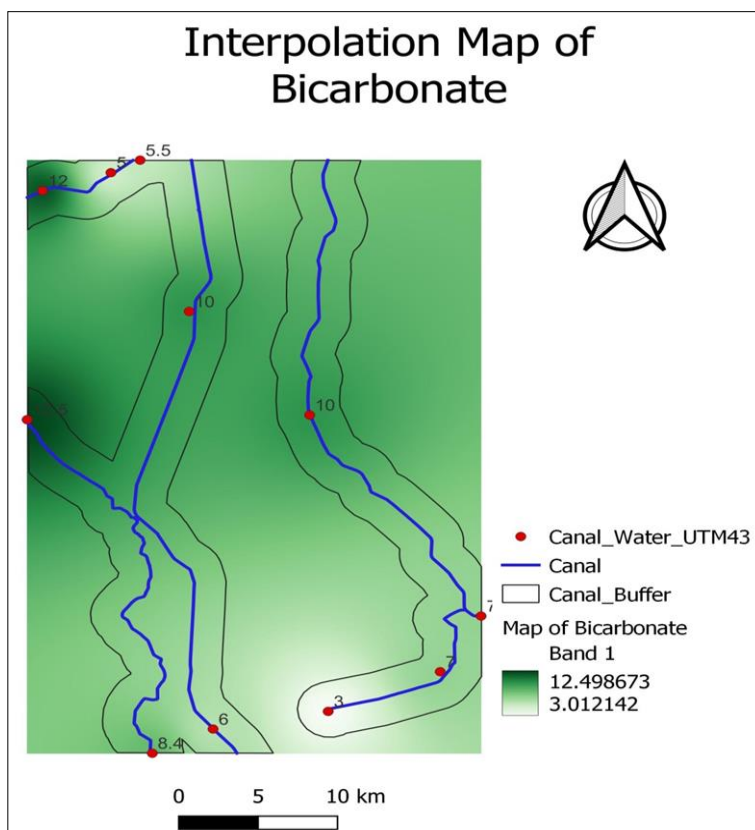 Interpolation Map of
Bicarbonate
5.5
5
12
10
10
7
7
3
6
8.4
Canal_Water_UTM43
Canal
Canal_Buffer
Map of Bicarbonate
Band 1
12.498673
3.012142
0 5 10 km